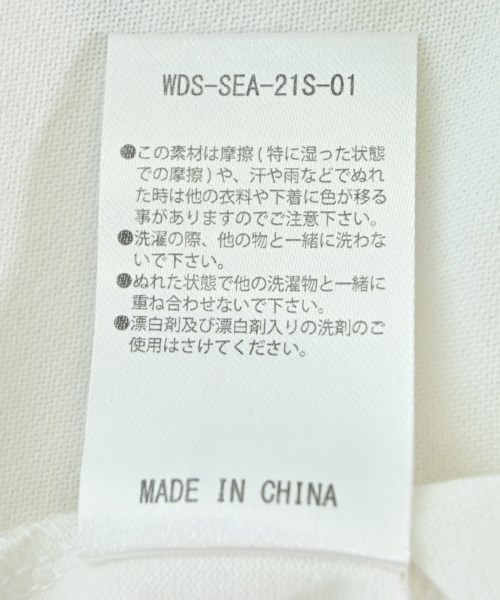 WDS-SEA-21S-01
●この素材は摩擦(特に湿った状態
での摩擦)や、汗や雨などでぬれ
た時は他の衣料や下着に色が移る
事がありますのでご注意下さい。
●洗濯の際、他の物と一緒に洗わな
いで下さい。
●ぬれた状態で他の洗濯物と一緒に
重ね合わせないで下さい。
●漂白剤及び漂白剤入りの洗剤のご
使用はさけてください。
MADE IN CHINA